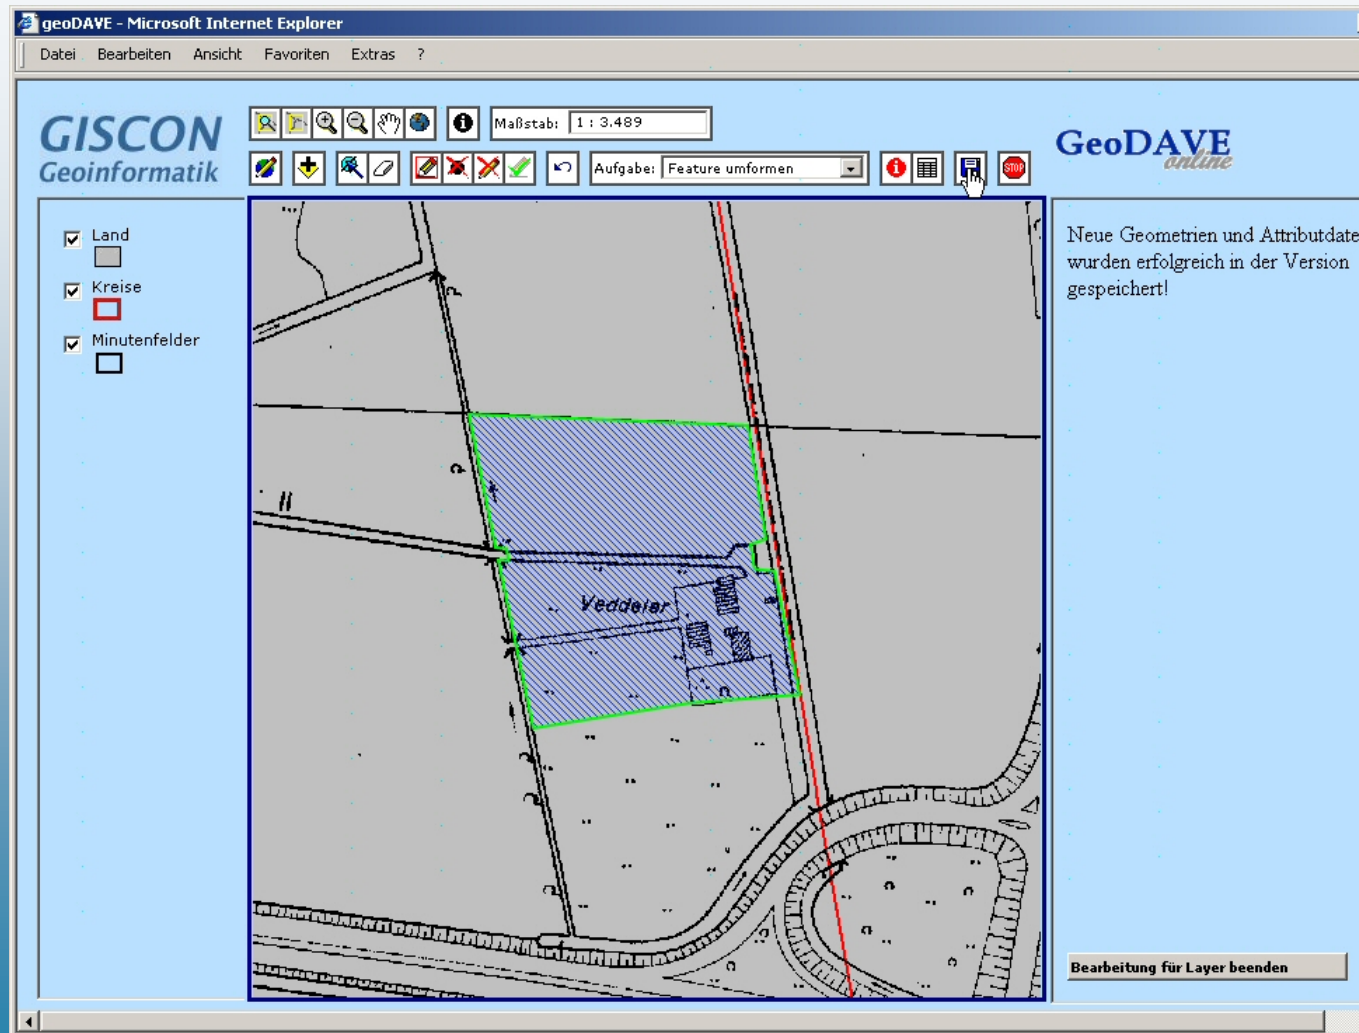 geoDAVE - Microsoft Internet Explorer
Datei Bearbeiten Ansicht Favoriten Extras ?
GISCON
Geoinformatik
Maßstab: 1 : 3.489
Aufgabe: Feature umformen
STOP
GeoDAVE
online
Land
Kreise
Minutenfelder
Neue Geometrien und Attributdate
wurden erfolgreich in der Version
gespeichert!
II
Veddeler
Bearbeitung für Layer beenden